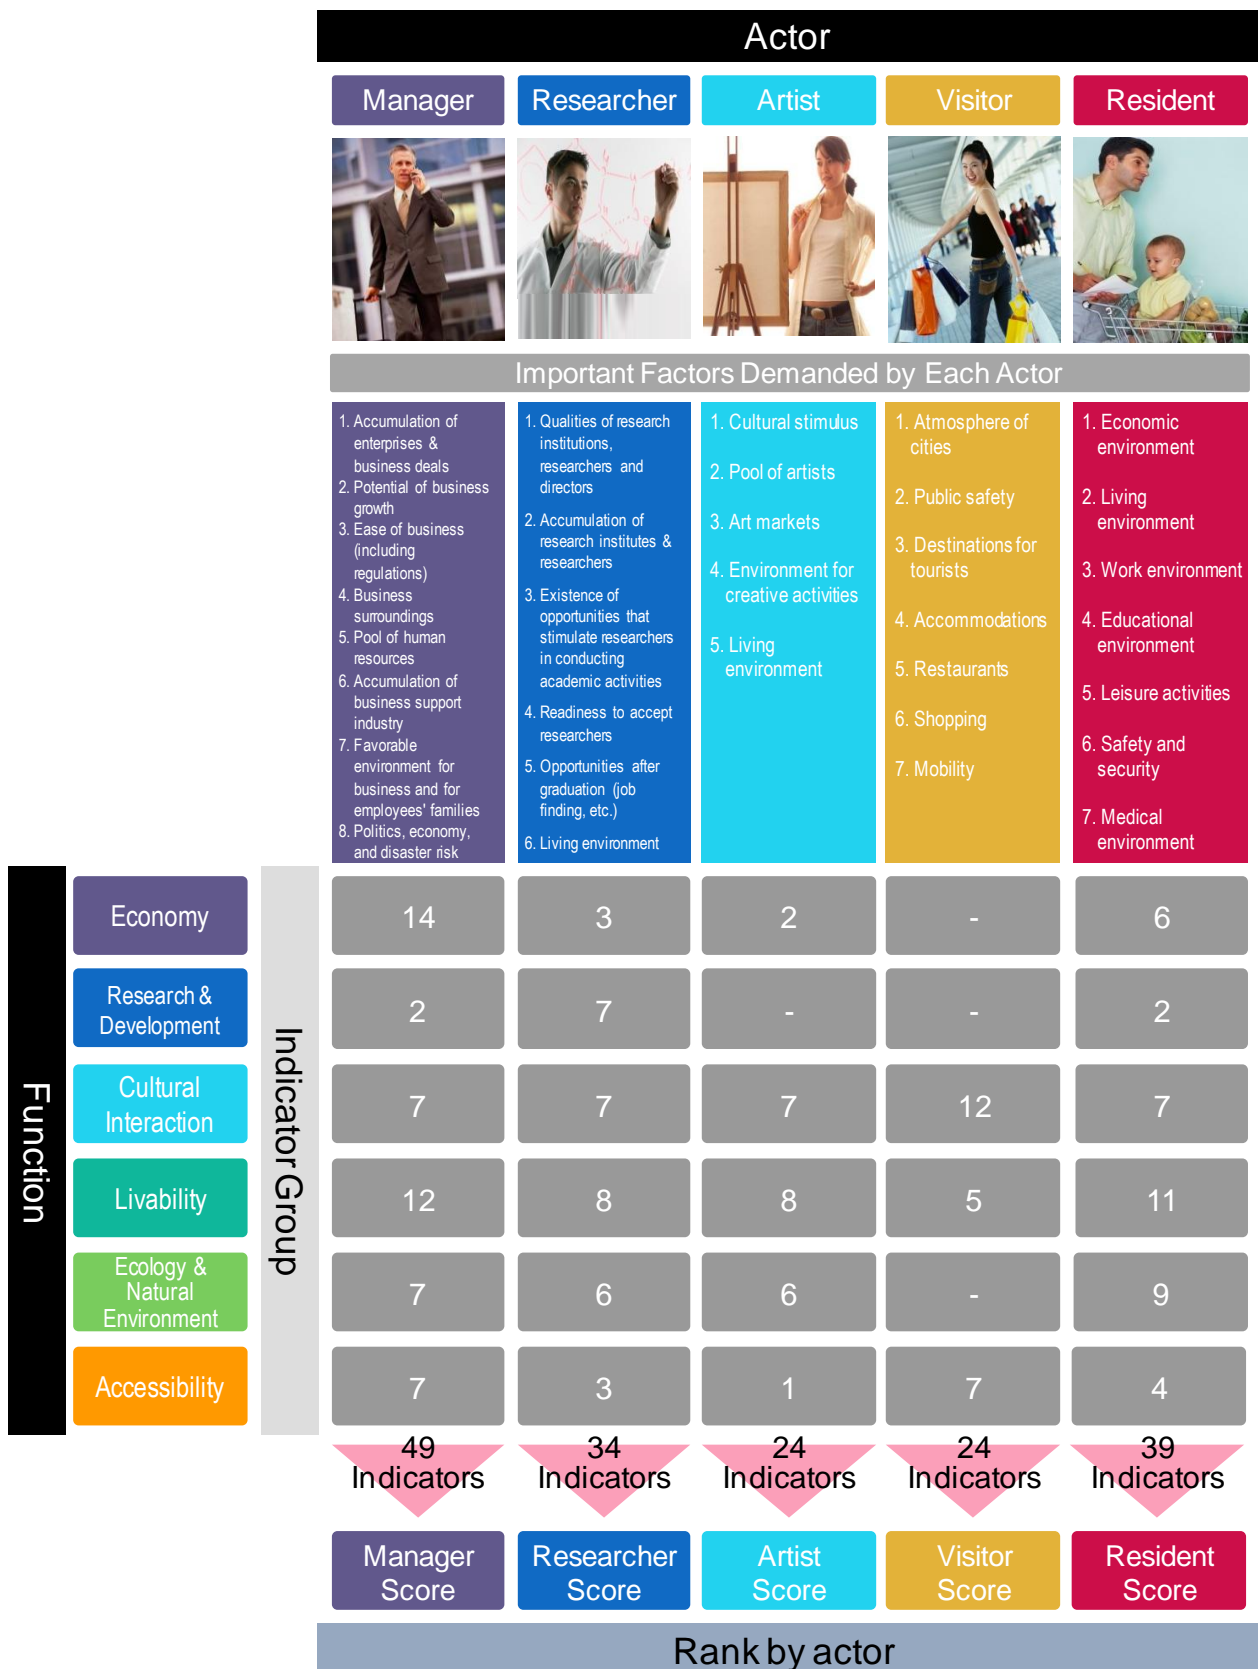 Actor
Manager
Researcher
Artist
Visitor
Resident
Important Factors Demanded by Each Actor
1. Accumulation of
enterprises &
business deals
2. Potential of business
growth
3. Ease of business
(including
regulations)
4. Business
surroundings
5. Pool of human
resources
6. Accumulation of
business support
industry
7. Favorable
environment for
business and for
employees' families
8. Politics, economy,
and disaster risk
1. Qualities of research
institutions,
researchers and
directors
2. Accumulation of
research institutes &
researchers
3. Existence of
opportunities that
stimulate researchers
in conducting
academic activities
4. Readiness to accept
researchers
5. Opportunities after
graduation (job
finding, etc.)
6. Living environment
1. Cultural stimulus
2. Pool of artists
3. Art markets
4. Environment for
creative activities
5. Living
environment
1. Atmosphere of
cities
2. Public safety
3. Destinations for
tourists
4. Accommodations
5. Restaurants
6. Shopping
7. Mobility
1. Economic
environment
2. Living
environment
3. Work environment
4. Educational
environment
5. Leisure activities
6. Safety and
security
7. Medical
environment
Function
Indicator Group
Economy
14
3
2
-
6
Research &
Development
2
7
-
-
2
Cultural
Interaction
7
7
7
12
7
Livability
12
8
8
5
11
Ecology &
Natural
Environment
7
6
6
-
9
Accessibility
7
3
1
7
4
49
Indicators
34
Indicators
24
Indicators
24
Indicators
39
Indicators
Manager
Score
Researcher
Score
Artist
Score
Visitor
Score
Resident
Score
Rank by actor